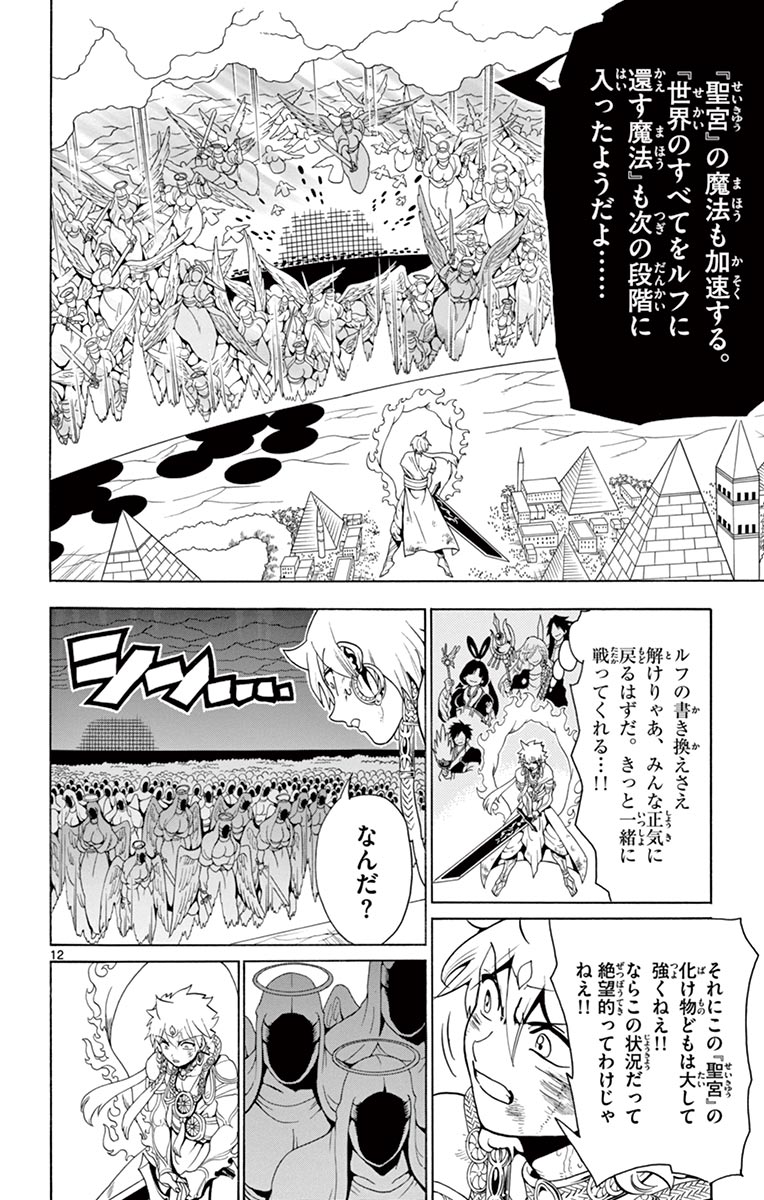 『聖宮』の魔法も加速する。
『世界のすべてをルフに
還す魔法』も次の段階に
入ったようだよ……
ルフの書き換えさえ
解けりゃあ、みんな正気に
戻るはずだ。きっと一緒に
戦ってくれる…!!
シーン…
なんだ?
それにこの『聖宮』の
化け物どもは大して
強くねえ!!
ならこの状況だって
絶望的ってわけじゃ
ねえ!!
12